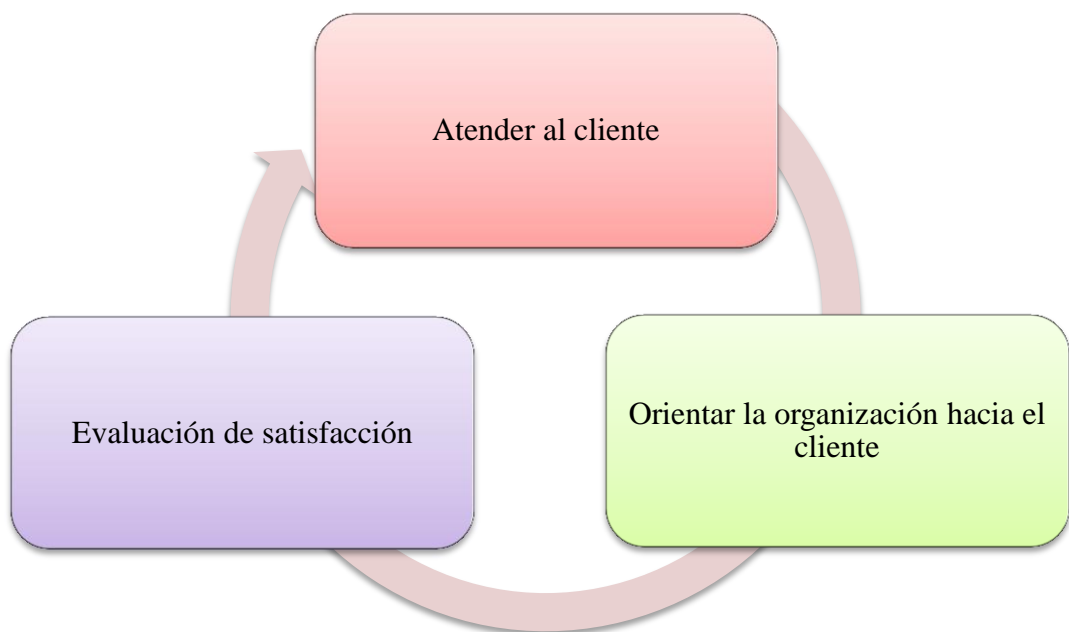 Atender al cliente
Orientar la organización hacia el
cliente
Evaluación de satisfacción